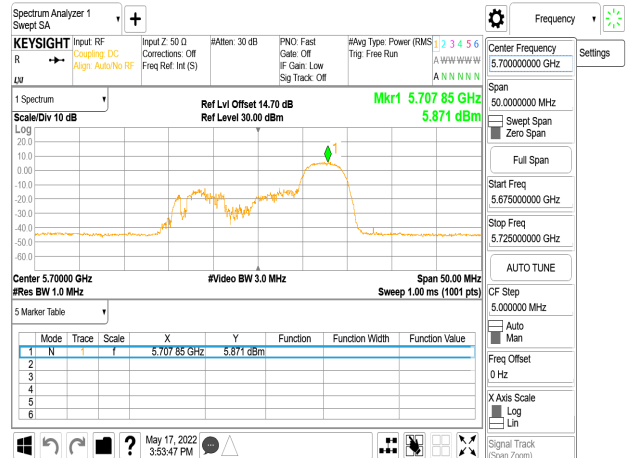 Spectrum Analyzer 1
Swept SA
Frequency
KEYSIGHT
R
LXI
Input: RF
Coupling: DC
Align: Auto/No RF
Input Z: 50 Ω
Corrections: Off
Freq Ref: Int (S)
#Atten: 30 dB
PNO: Fast
Gate: Off
IF Gain: Low
Sig Track: Off
#Avg Type: Power (RMS
Trig: Free Run
1 2 3 4 5 6
A W W W W W
A N N N N N
1 Spectrum
Scale/Div 10 dB
Ref Lvl Offset 14.70 dB
Ref Level 30.00 dBm
Mkr1 5.707 85 GHz
5.871 dBm
Log
20.0
10.0
0.00
-10.0
-20.0
-30.0
-40.0
-50.0
-60.0
1
Center 5.70000 GHz
#Res BW 1.0 MHz
#Video BW 3.0 MHz
Span 50.00 MHz
Sweep 1.00 ms (1001 pts)
5 Marker Table
Mode Trace Scale X Y Function Function Width Function Value
1 N 1 f 5.707 85 GHz 5.871 dBm
2
3
4
5
6
May 17, 2022
3:53:47 PM
?
Center Frequency
5.700000000 GHz
Settings
Span
50.0000000 MHz
Swept Span
Zero Span
Full Span
Start Freq
5.675000000 GHz
Stop Freq
5.725000000 GHz
AUTO TUNE
CF Step
5.000000 MHz
Auto
Man
Freq Offset
0 Hz
X Axis Scale
Log
Lin
Signal Track
(Span Zoom)